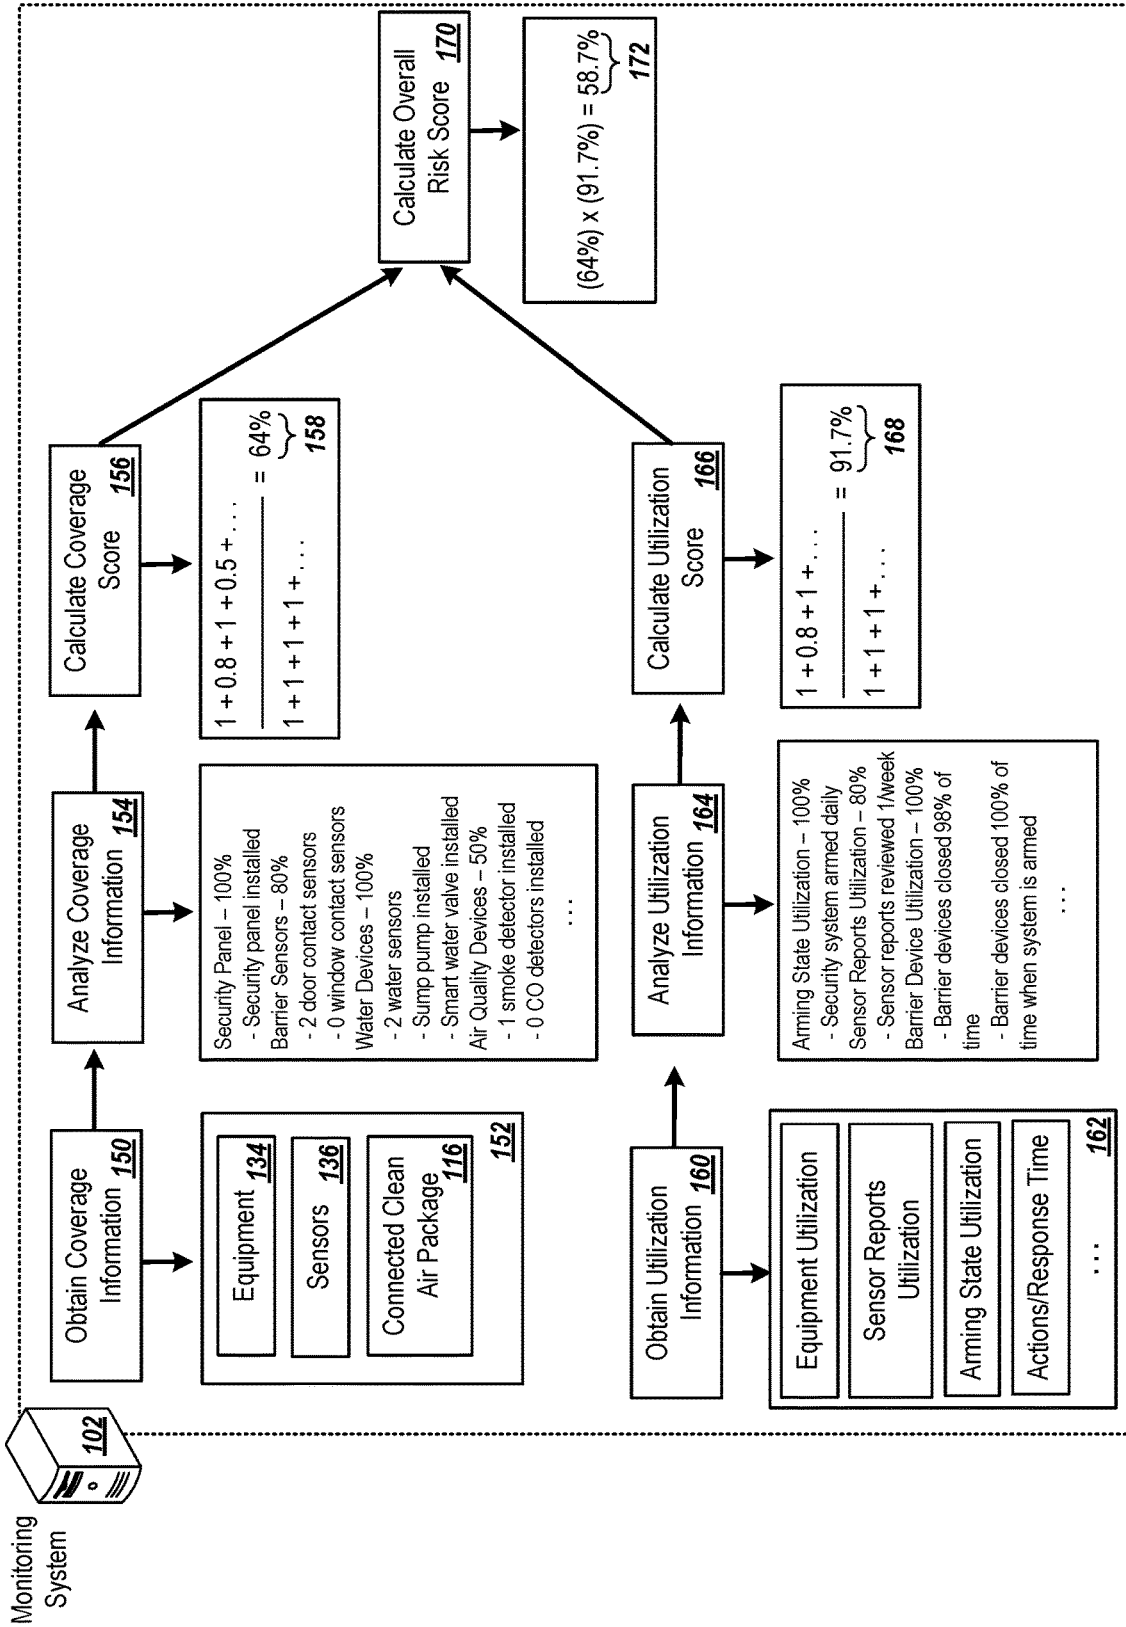 Monitoring
System
102
Obtain Coverage
Information 150
Equipment
134
Sensors
136
Connected Clean
Air Package 116
152
Analyze Coverage
Information 154
Security Panel – 100%
- Security panel installed
Barrier Sensors – 80%
- 2 door contact sensors
- 0 window contact sensors
Water Devices – 100%
- 2 water sensors
- Sump pump installed
- Smart water valve installed
Air Quality Devices – 50%
- 1 smoke detector installed
- 0 CO detectors installed
...
Calculate Coverage
Score 156
1 + 0.8 + 1 + 0.5 + . . .
1 + 1 + 1 + 1 + . . .
= 64%
158
Obtain Utilization
Information 160
Equipment Utilization
Sensor Reports
Utilization
Arming State Utilization
Actions/Response Time
...
162
Analyze Utilization
Information 164
Arming State Utilization – 100%
- Security system armed daily
Sensor Reports Utilization – 80%
- Sensor reports reviewed 1/week
Barrier Device Utilization – 100%
- Barrier devices closed 98% of
time
- Barrier devices closed 100% of
time when system is armed
...
Calculate Utilization
Score 166
1 + 0.8 + 1 + . . .
1 + 1 + 1 + . . .
= 91.7%
168
Calculate Overall
Risk Score 170
(64%) x (91.7%) = 58.7%
172